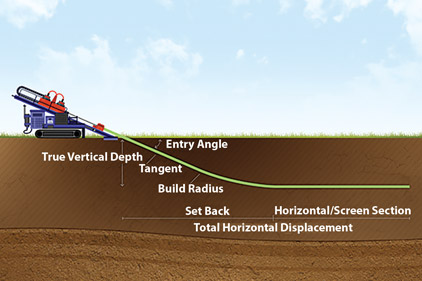 Entry Angle
True Vertical Depth
Tangent
Build Radius
Set Back
Horizontal/Screen Section
Total Horizontal Displacement